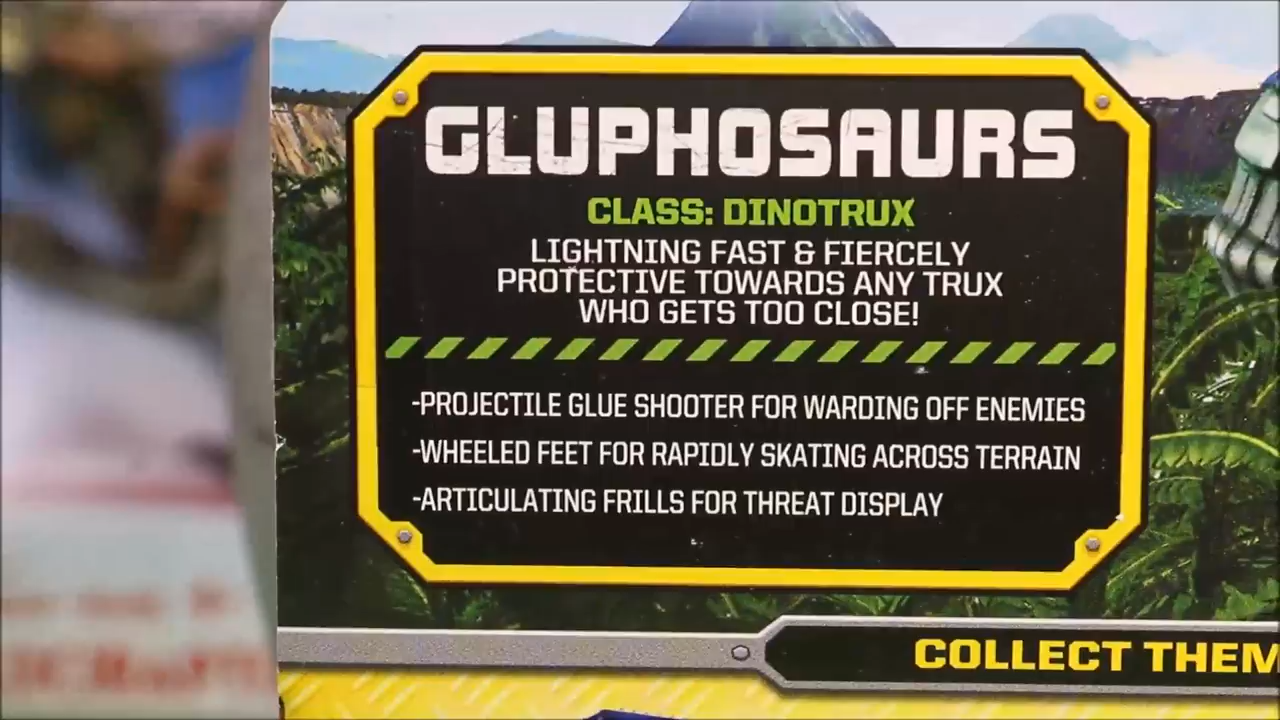 GLUPHOSAURS
CLASS: DINOTRUX
LIGHTNING FAST & FIERCELY
PROTECTIVE TOWARDS ANY TRUX
WHO GETS TOO CLOSE!
-PROJECTILE GLUE SHOOTER FOR WARDING OFF ENEMIES
-WHEELED FEET FOR RAPIDLY SKATING ACROSS TERRAIN
-ARTICULATING FRILLS FOR THREAT DISPLAY
COLLECT THEM